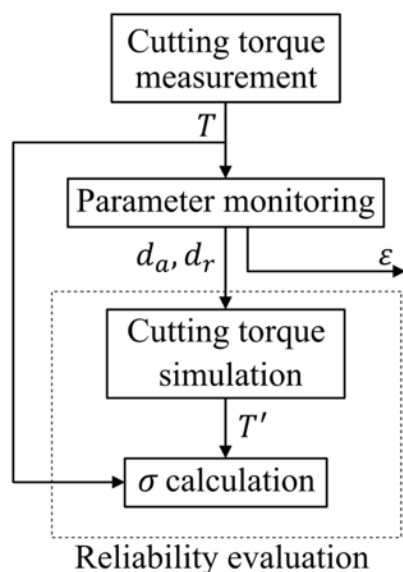 Cutting torque
measurement
T
Parameter monitoring
d_a, d_r
ε
Cutting torque
simulation
T′
σ calculation
Reliability evaluation